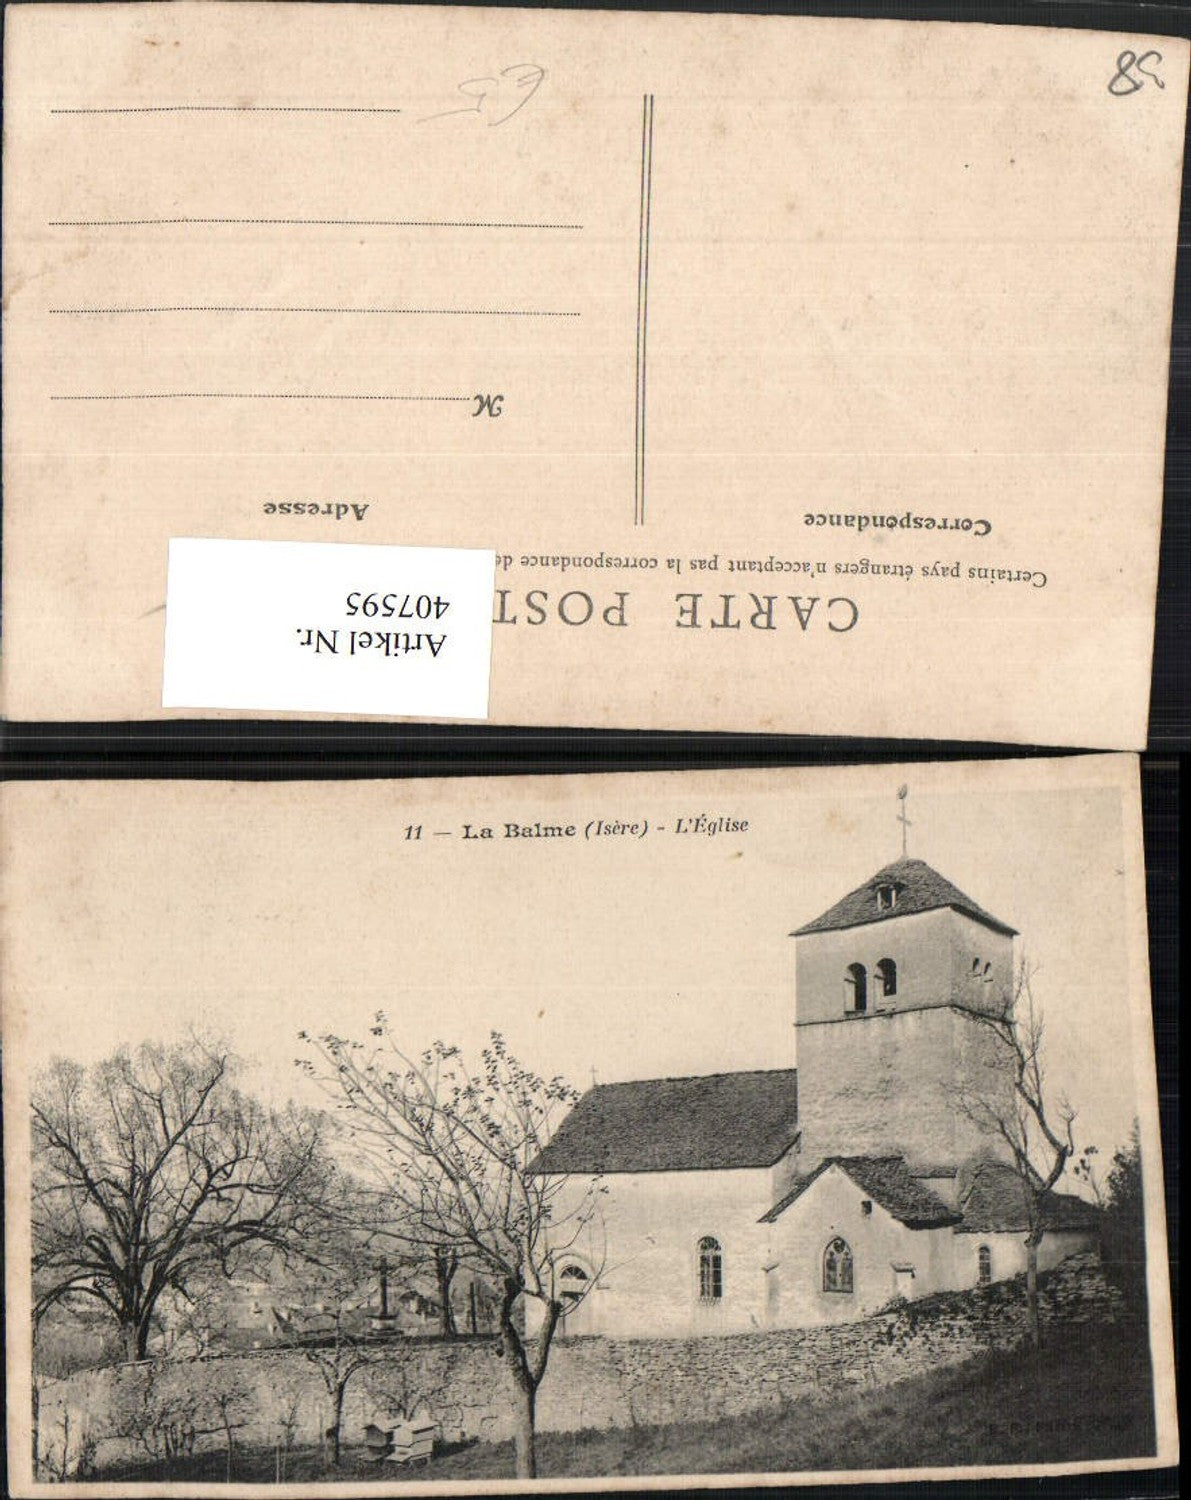 CARTE POST
Certains pays étrangers n'acceptant pas la correspondance de
Correspondance
Adresse
M
Artikel Nr.
407595
38
11 — La Balme (Isère) - L'Église